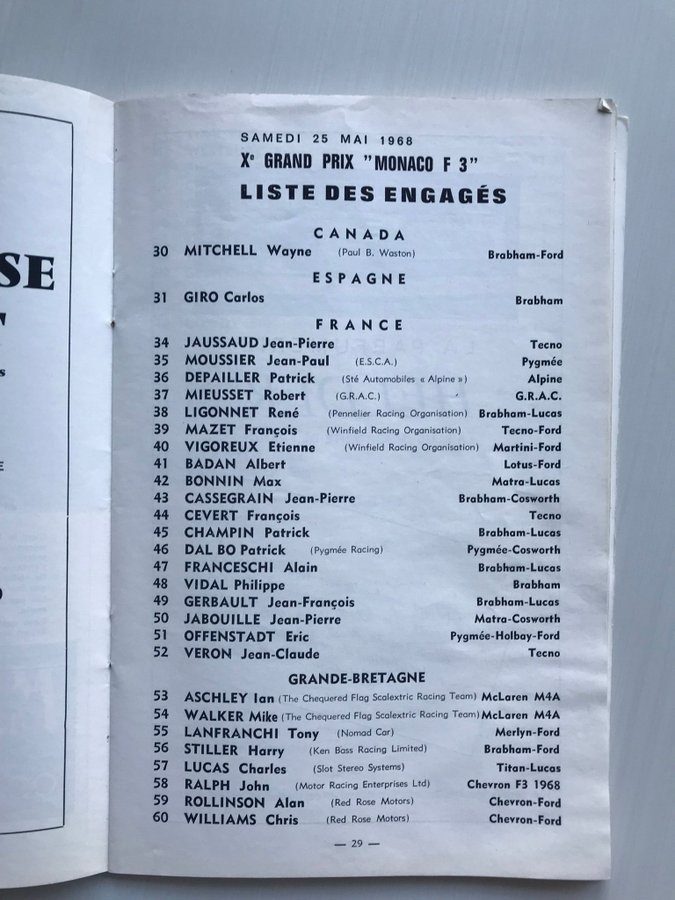 SE
SAMEDI 25 MAI 1968
Xe GRAND PRIX "MONACO F 3"
LISTE DES ENGAGÉS
CANADA
30 MITCHELL Wayne (Paul B. Waston) Brabham-Ford
ESPAGNE
31 GIRO Carlos Brabham
FRANCE
34 JAUSSAUD Jean-Pierre Tecno
35 MOUSSIER Jean-Paul (E.S.C.A.) Pygmée
36 DEPAILLER Patrick (Sté Automobiles « Alpine ») Alpine
37 MIEUSSET Robert (G.R.A.C.) G.R.A.C.
38 LIGONNET René (Pennelier Racing Organisation) Brabham-Lucas
39 MAZET François (Winfield Racing Organisation) Tecno-Ford
40 VIGOREUX Etienne (Winfield Racing Organisation) Martini-Ford
41 BADAN Albert Lotus-Ford
42 BONNIN Max Matra-Lucas
43 CASSEGRAIN Jean-Pierre Brabham-Cosworth
44 CEVERT François Tecno
45 CHAMPIN Patrick Brabham-Lucas
46 DAL BO Patrick (Pygmée Racing) Pygmée-Cosworth
47 FRANCESCHI Alain Brabham-Lucas
48 VIDAL Philippe Brabham
49 GERBAULT Jean-François Brabham-Lucas
50 JABOUILLE Jean-Pierre Matra-Cosworth
51 OFFENSTADT Eric Pygmée-Holbay-Ford
52 VERON Jean-Claude Tecno
GRANDE-BRETAGNE
53 ASCHLEY Ian (The Chequered Flag Scalextric Racing Team) McLaren M4A
54 WALKER Mike (The Chequered Flag Scalextric Racing Team) McLaren M4A
55 LANFRANCHI Tony (Nomad Car) Merlyn-Ford
56 STILLER Harry (Ken Bass Racing Limited) Brabham-Ford
57 LUCAS Charles (Slot Stereo Systems) Titan-Lucas
58 RALPH John (Motor Racing Enterprises Ltd) Chevron F3 1968
59 ROLLINSON Alan (Red Rose Motors) Chevron-Ford
60 WILLIAMS Chris (Red Rose Motors) Chevron-Ford
— 29 —